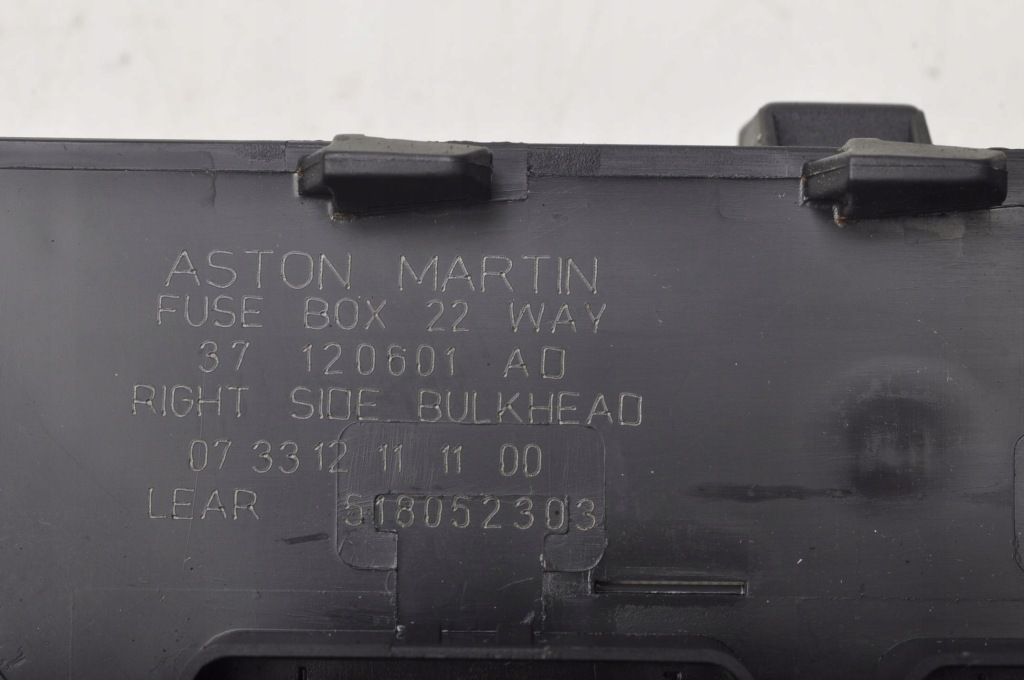 ASTON MARTIN
FUSE BOX 22 WAY
37 120601 AD
RIGHT SIDE BULKHEAD
07 33 12 11 11 00
LEAR 518052303